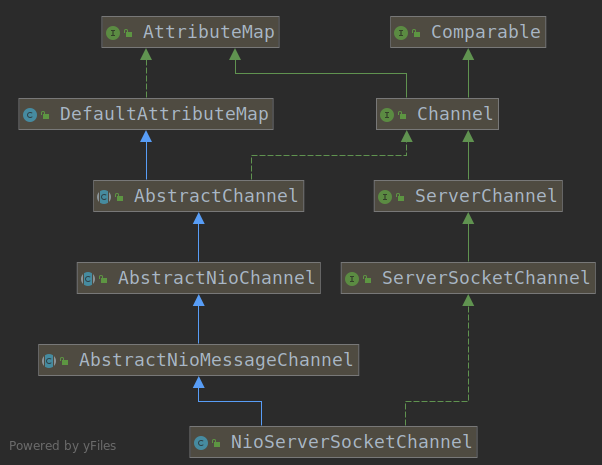 AttributeMap
Comparable
DefaultAttributeMap
Channel
AbstractChannel
ServerChannel
AbstractNioChannel
ServerSocketChannel
AbstractNioMessageChannel
NioServerSocketChannel
Powered by yFiles